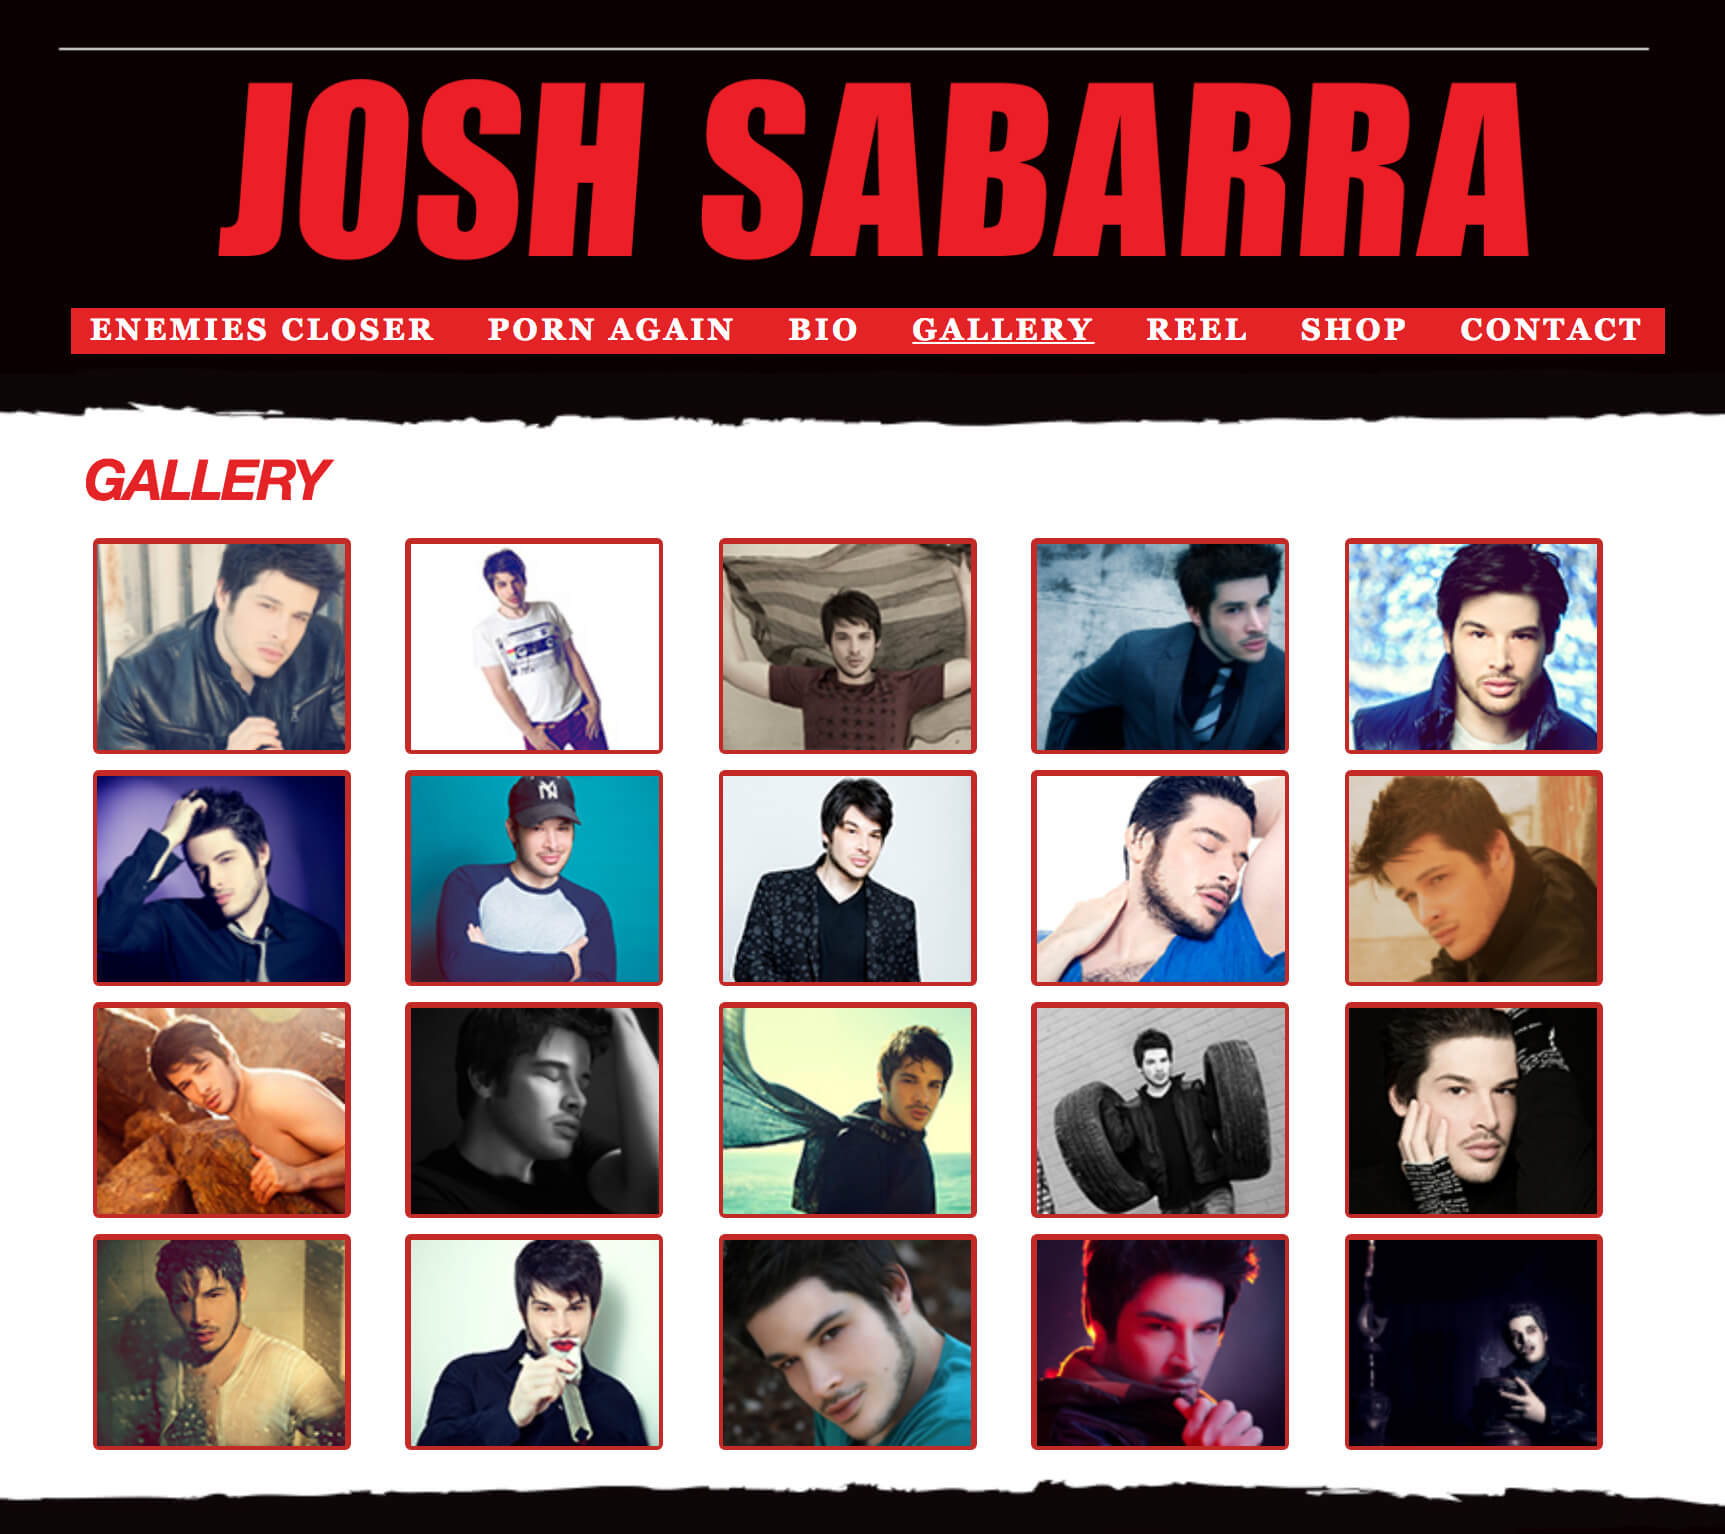 JOSH SABARRA
ENEMIES CLOSER PORN AGAIN BIO GALLERY REEL SHOP CONTACT
GALLERY